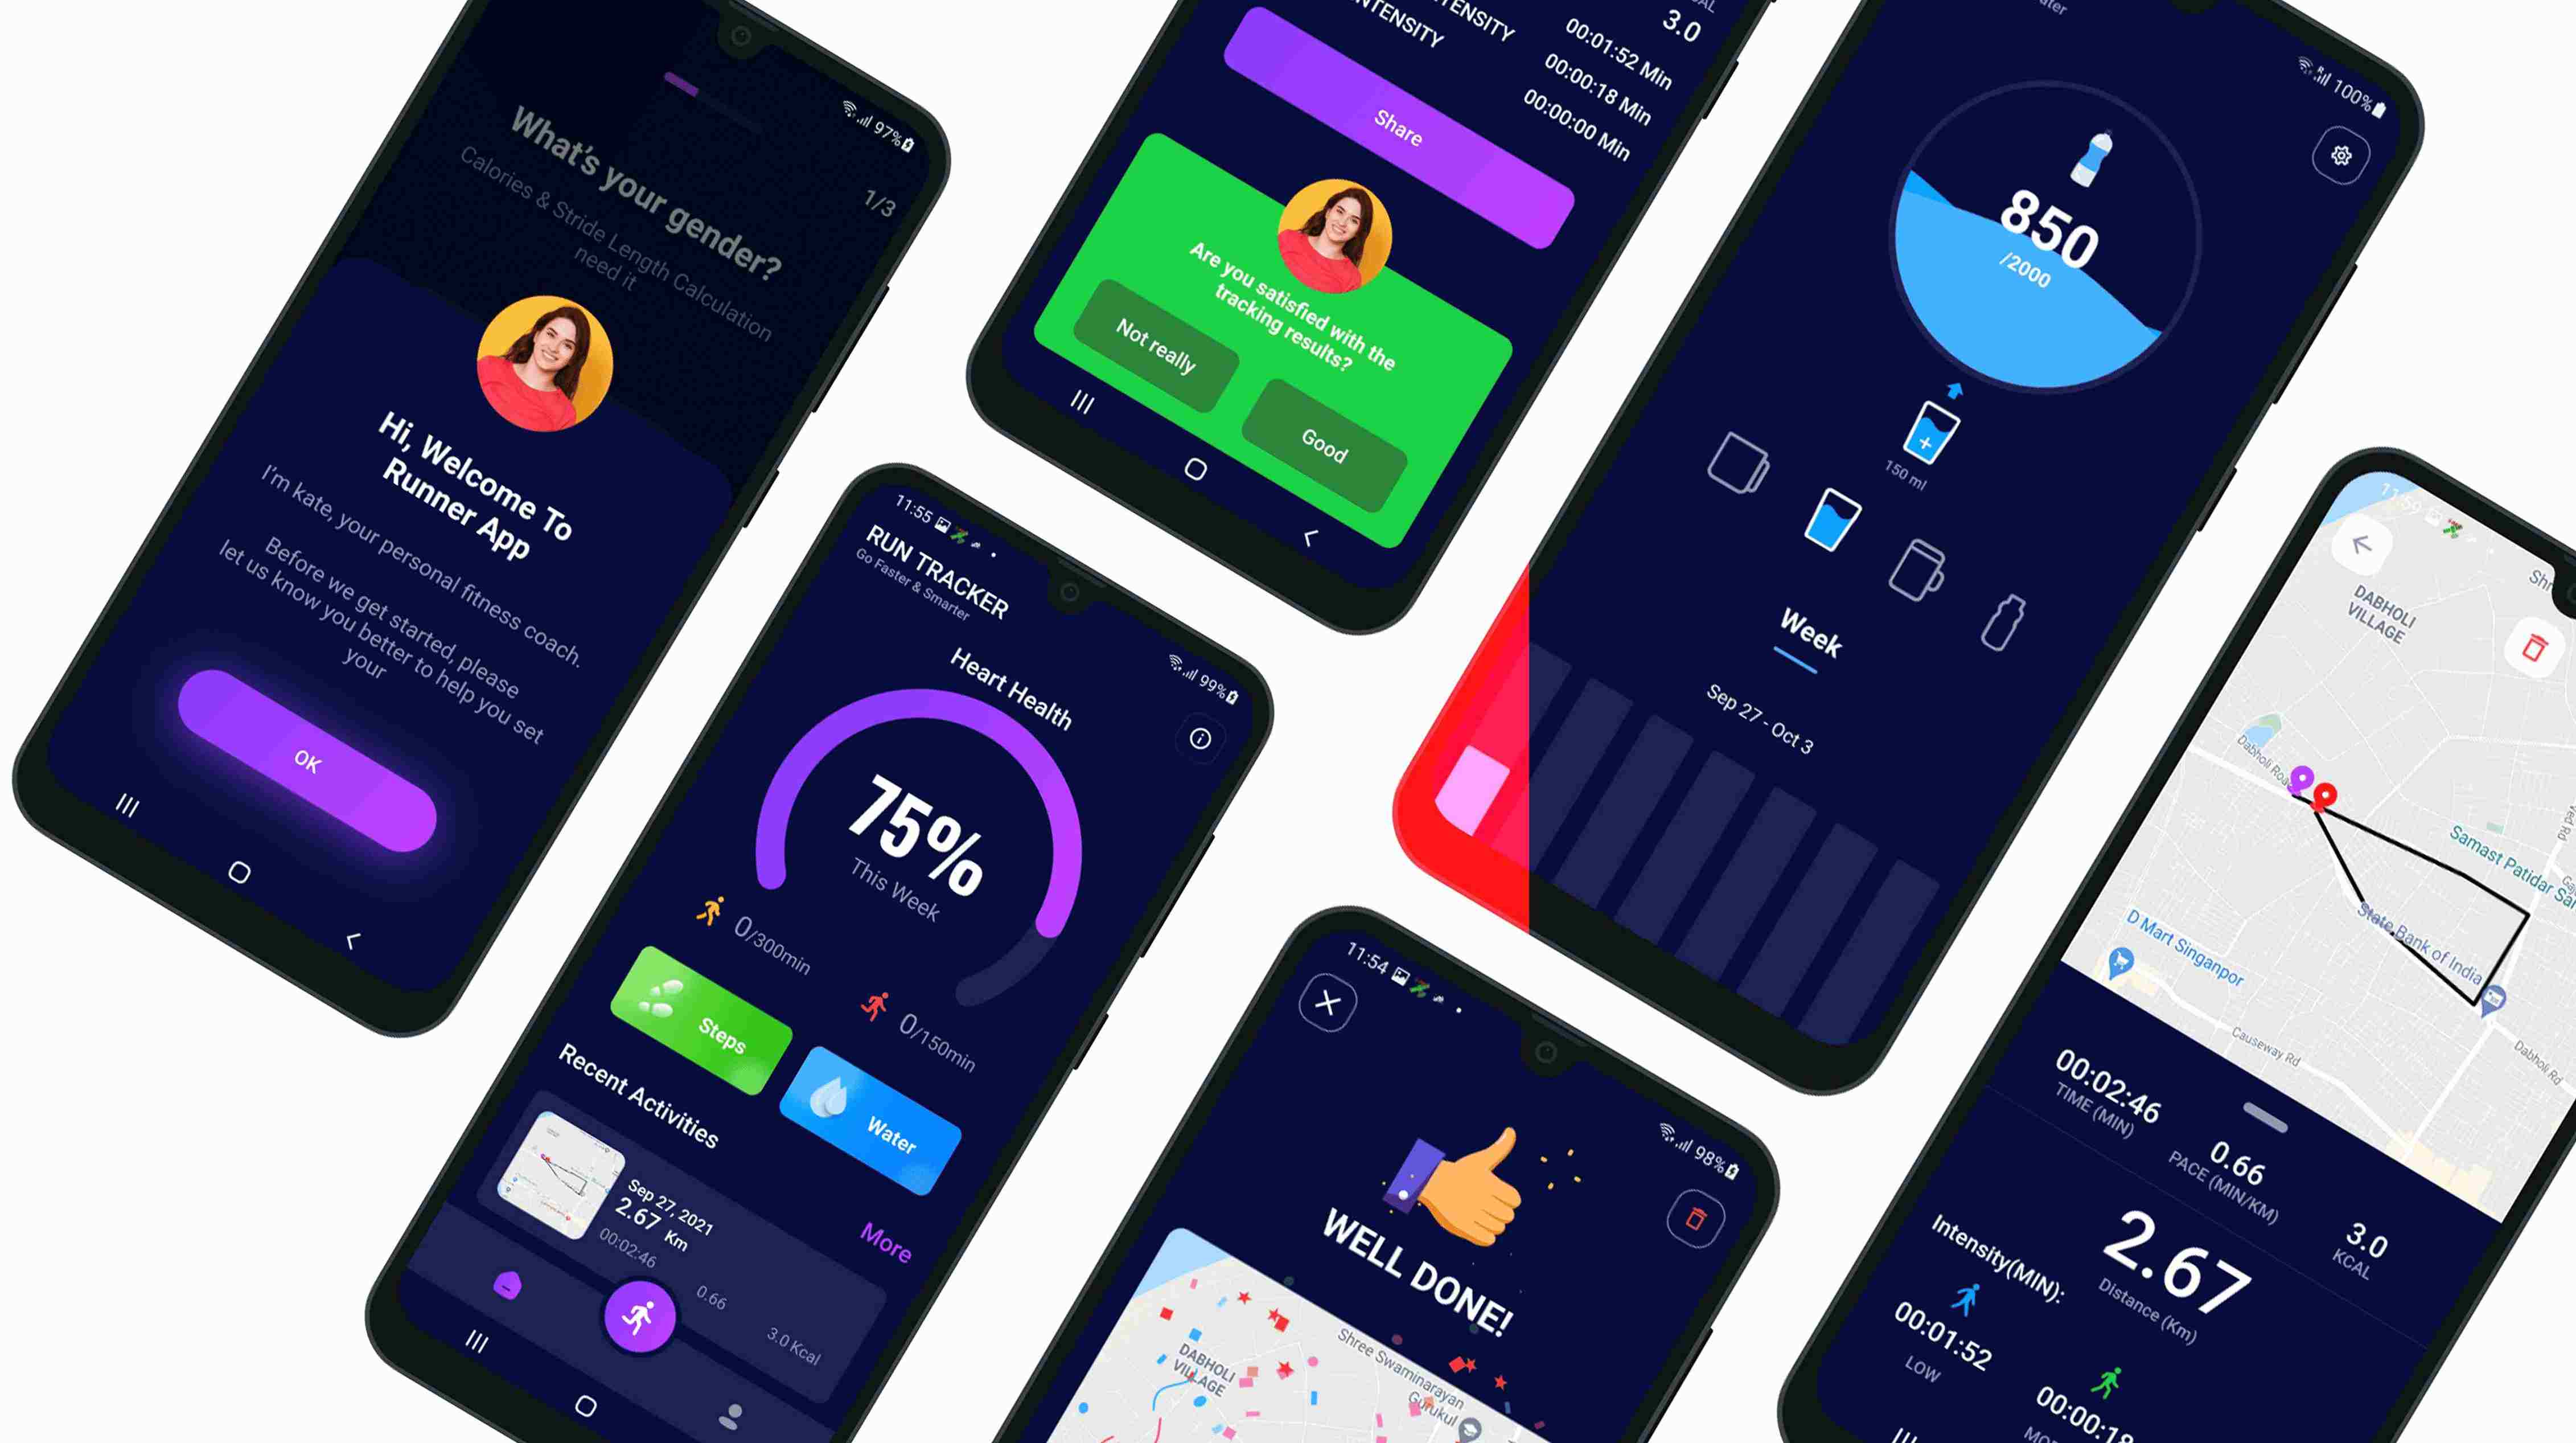 97%
1/3
What's your gender?
Calories & Stride Length Calculation
need it
Hi, Welcome To
Runner App
I'm kate, your personal fitness coach.
Before we get started, please
let us know you better to help you set
your
OK
11:55
99%
RUN TRACKER
Go Faster & Smarter
Heart Health
75%
This Week
0/300min
0/150min
Steps
Water
Recent Activities
More
Sep 27, 2021
2.67 Km
00:02:46
0.66
3.0 Kcal
3.0
00:01:52 Min
00:00:18 Min
INTENSITY
00:00:00 Min
Share
Are you satisfied with the
tracking results?
Not really
Good
11:54
98%
WELL DONE!
DABHOLI
VILLAGE
Shree Swaminarayan
Gurukul
100%
850
/2000
150 ml
Week
Sep 27 - Oct 3
11:59
DABHOLI
VILLAGE
Dabholi Road
Samast Patidar
State Bank of India
D Mart Singanpor
Causeway Rd
Dabholi Rd
00:02:46
TIME (MIN)
0.66
PACE (MIN/KM)
3.0
KCAL
2.67
Distance (Km)
Intensity(MIN):
00:01:52
LOW
00:00:18